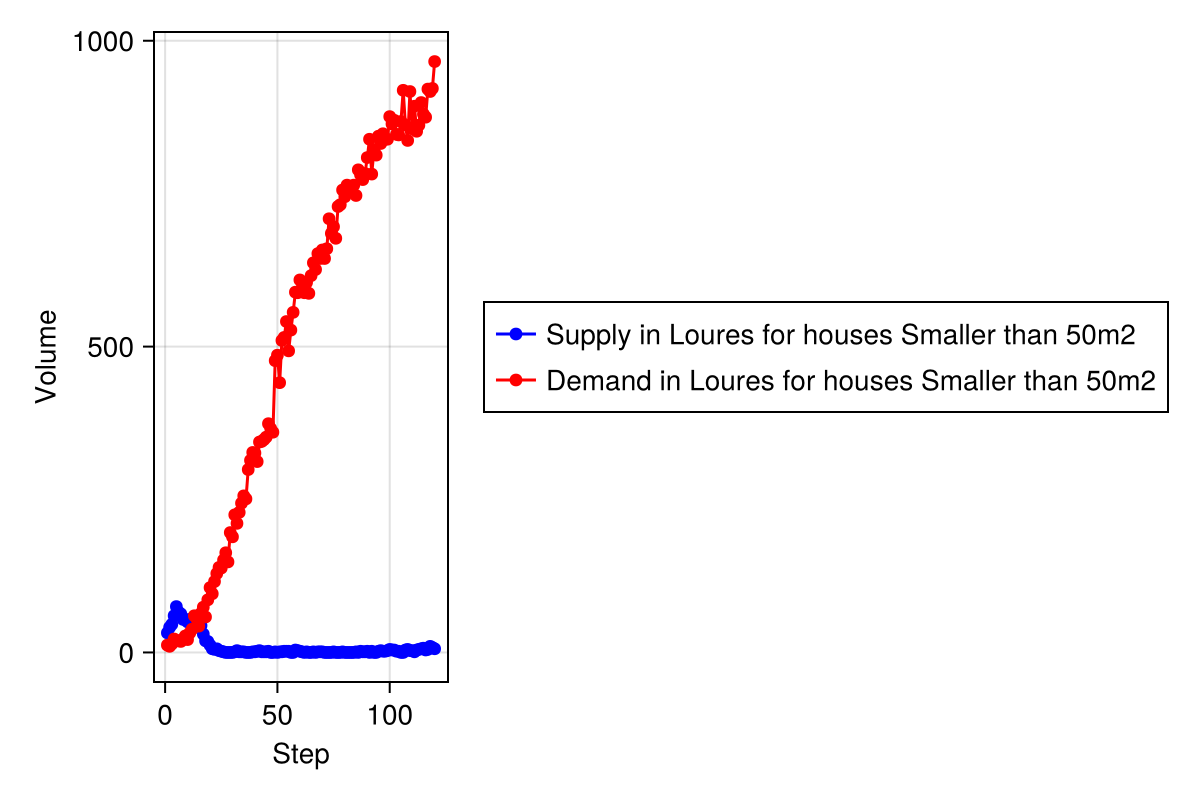 1000
500
0
Volume
0 50 100
Step
Supply in Loures for houses Smaller than 50m2
Demand in Loures for houses Smaller than 50m2